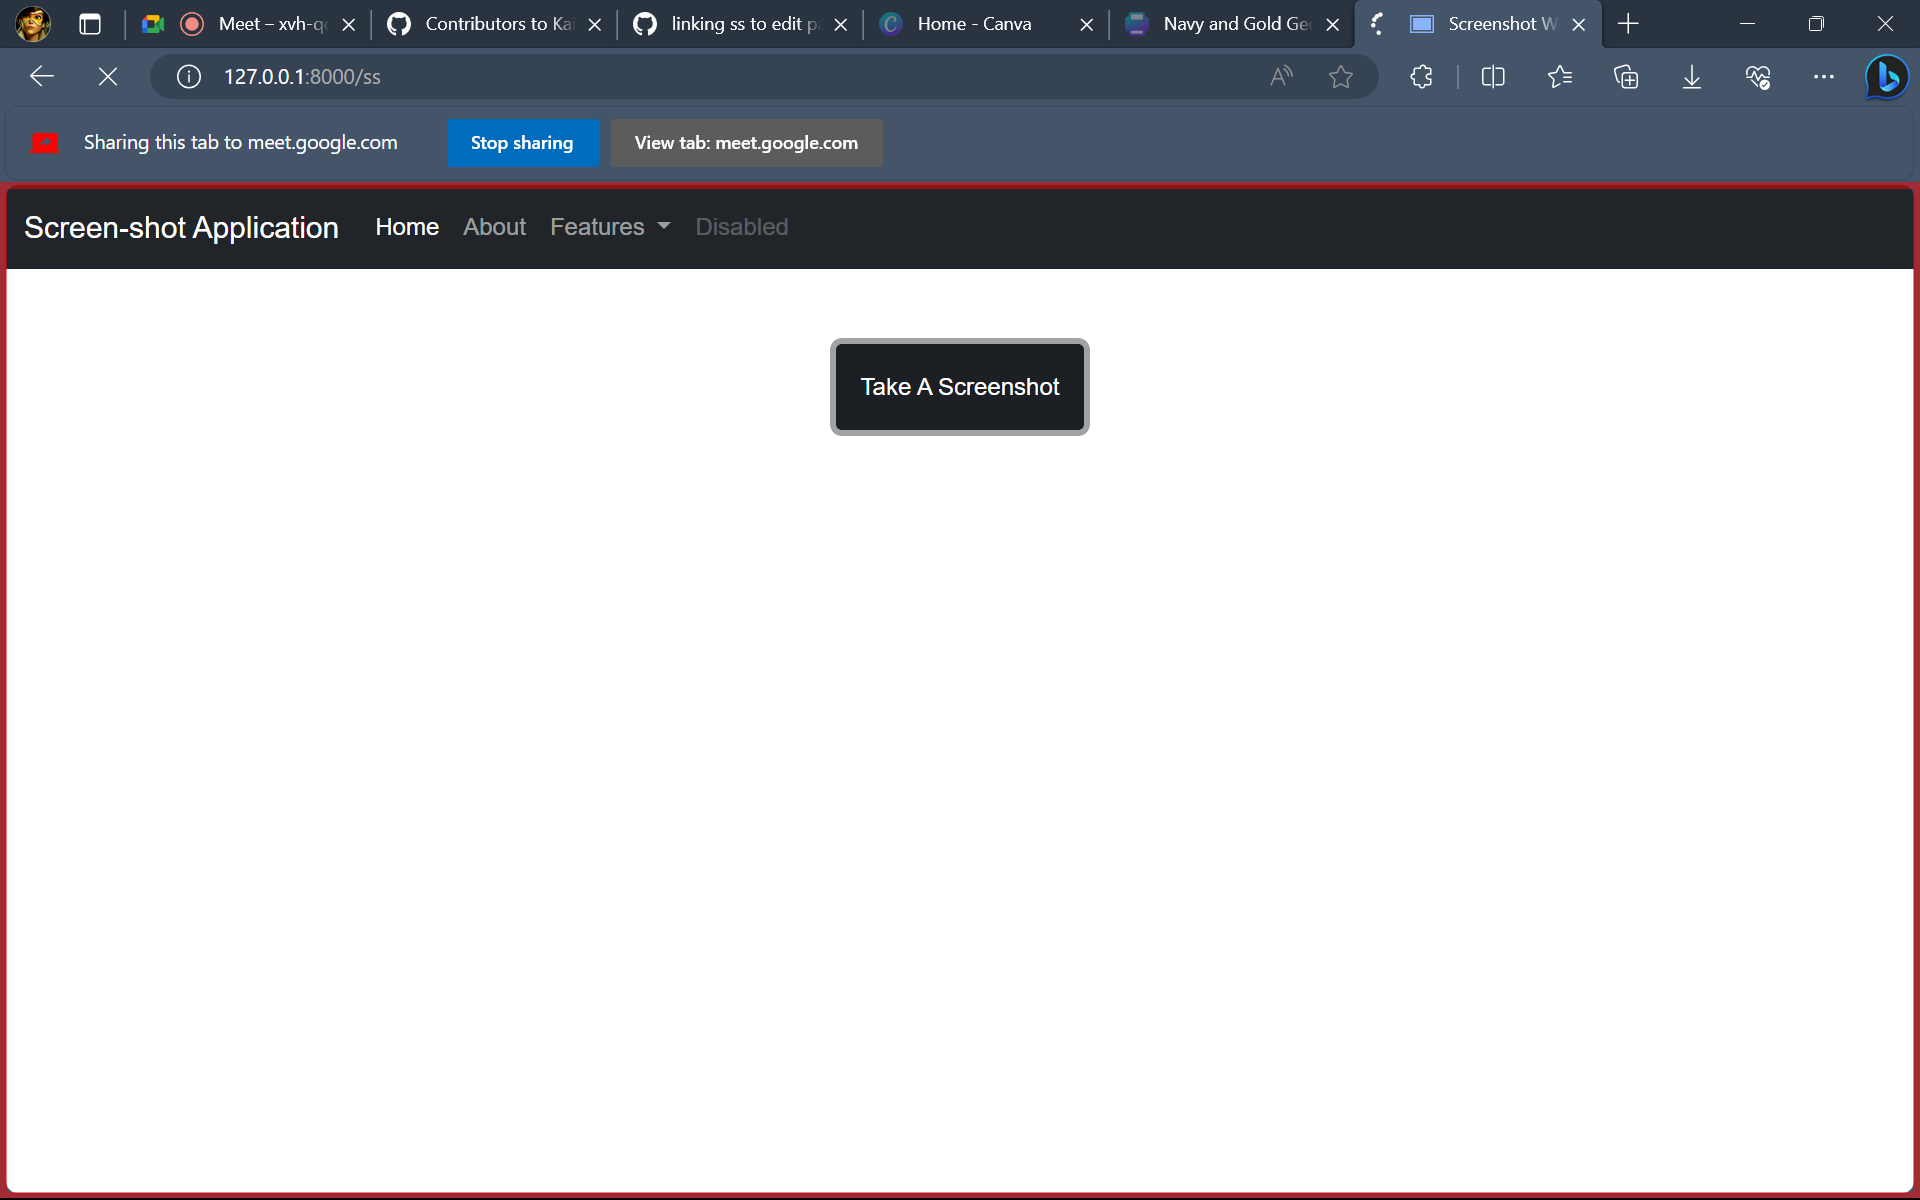 Meet – xvh-q
Contributors to Ka
linking ss to edit p
Home - Canva
Navy and Gold Ge
Screenshot W
127.0.0.1:8000/ss
Sharing this tab to meet.google.com
Stop sharing
View tab: meet.google.com
Screen-shot Application
Home
About
Features
Disabled
Take A Screenshot